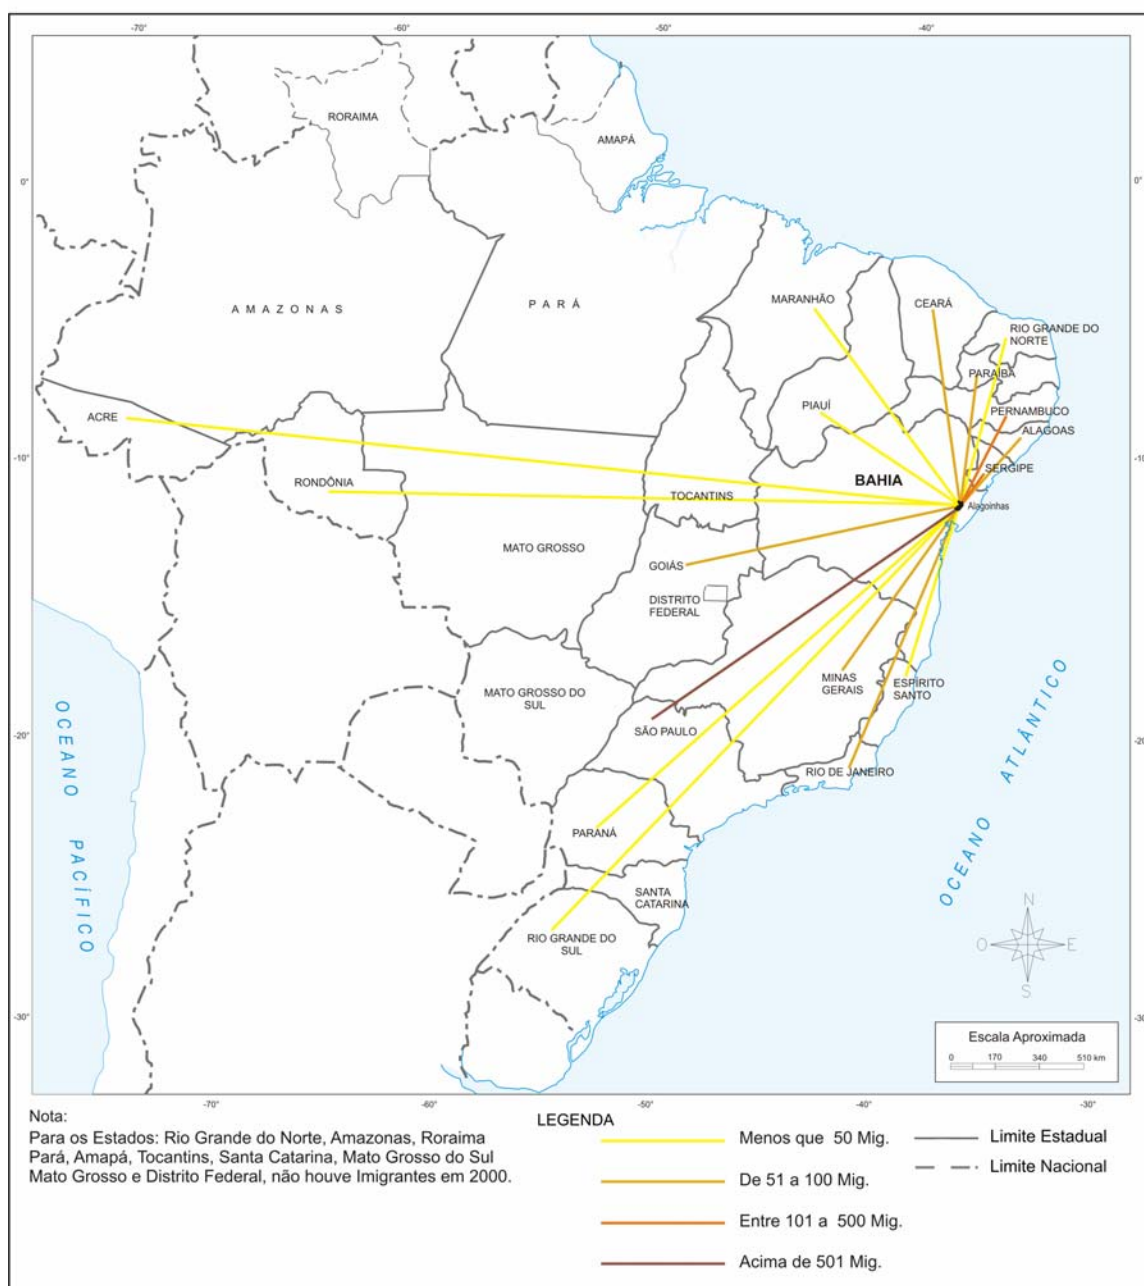 -70°
-60°
-50°
-40°
RORAIMA
AMAPÁ
0°
0°
AMAZONAS
PARÁ
MARANHÃO
CEARÁ
RIO GRANDE DO
NORTE
PARAÍBA
ACRE
PIAUÍ
PERNAMBUCO
ALAGOAS
-10°
-10
SERGIPE
BAHIA
RONDÔNIA
TOCANTINS
Alagoinhas
MATO GROSSO
GOIÁS
DISTRITO
FEDERAL
MINAS
GERAIS
ESPÍRITO
SANTO
MATO GROSSO DO
SUL
SÃO PAULO
RIO DE JANEIRO
-20°
-20
OCEANO PACÍFICO
OCEANO ATLÂNTICO
PARANÁ
SANTA
CATARINA
RIO GRANDE DO
SUL
N
O
E
S
-30°
-30
Escala Aproximada
0 170 340 510 km
-70°
-60°
-50°
-40°
-30°
Nota:
Para os Estados: Rio Grande do Norte, Amazonas, Roraima
Pará, Amapá, Tocantins, Santa Catarina, Mato Grosso do Sul
Mato Grosso e Distrito Federal, não houve Imigrantes em 2000.
LEGENDA
Menos que 50 Mig.
De 51 a 100 Mig.
Entre 101 a 500 Mig.
Acima de 501 Mig.
Limite Estadual
Limite Nacional